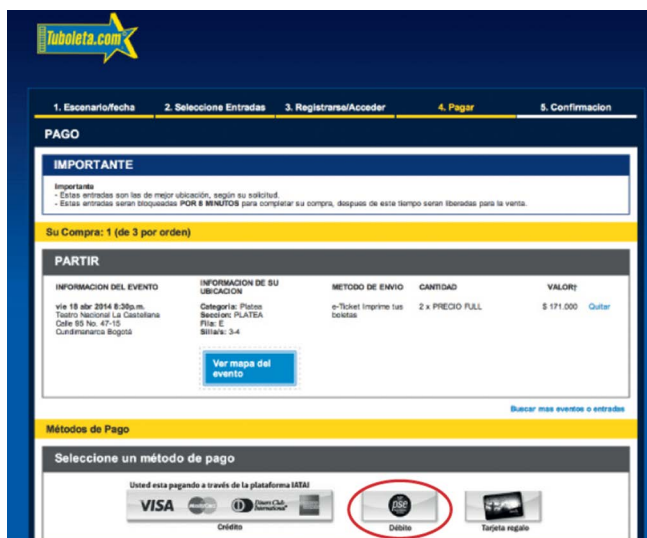 Tuboleta.com
1. Escenario/fecha 2. Seleccione Entradas 3. Registrarse/Acceder 4. Pagar 5. Confirmacion
PAGO
IMPORTANTE
Importante
- Estas entradas son las de mejor ubicación, según su solicitud.
- Estas entradas seran bloqueadas POR 8 MINUTOS para completar su compra, despues de este tiempo seran liberadas para la venta.
Su Compra: 1 (de 3 por orden)
PARTIR
INFORMACION DEL EVENTO INFORMACION DE SU UBICACION METODO DE ENVIO CANTIDAD VALOR†
vie 18 abr 2014 8:30p.m. Categoria: Platea e-Ticket Imprime tus 2 x PRECIO FULL $ 171.000 Quitar
Teatro Nacional La Castellana Seccion: PLATEA boletas
Calle 95 No. 47-15 Fila: E
Cundimanarca Bogotá Silla/s: 3-4
Ver mapa del
evento
Buscar mas eventos o entradas
Métodos de Pago
Seleccione un método de pago
Usted esta pagando a través de la plataforma IATAI
VISA MasterCard Diners Club International pse
Crédito Débito Tarjeta regalo